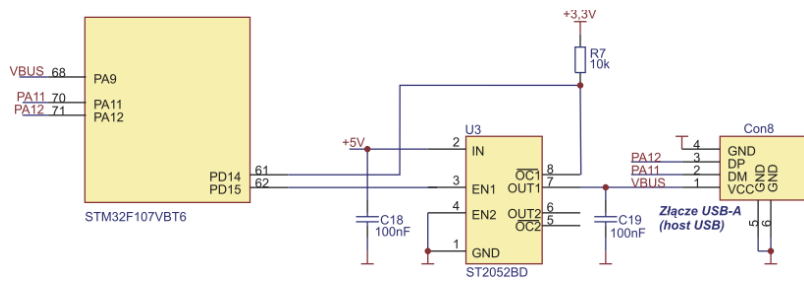 +3,3V
R7
10k
VBUS 68 PA9
PA11 70 PA11
PA12 71 PA12
PD14 61
PD15 62
STM32F107VBT6
+5V
C18
100nF
U3
2 IN
3 EN1
4 EN2
1 GND
OC1 8
OUT1 7
OUT2 6
OC2 5
ST2052BD
C19
100nF
Con8
4 GND
PA12 3 DP
PA11 2 DM
VBUS 1 VCC
GND 5
GND 6
Złącze USB-A
(host USB)